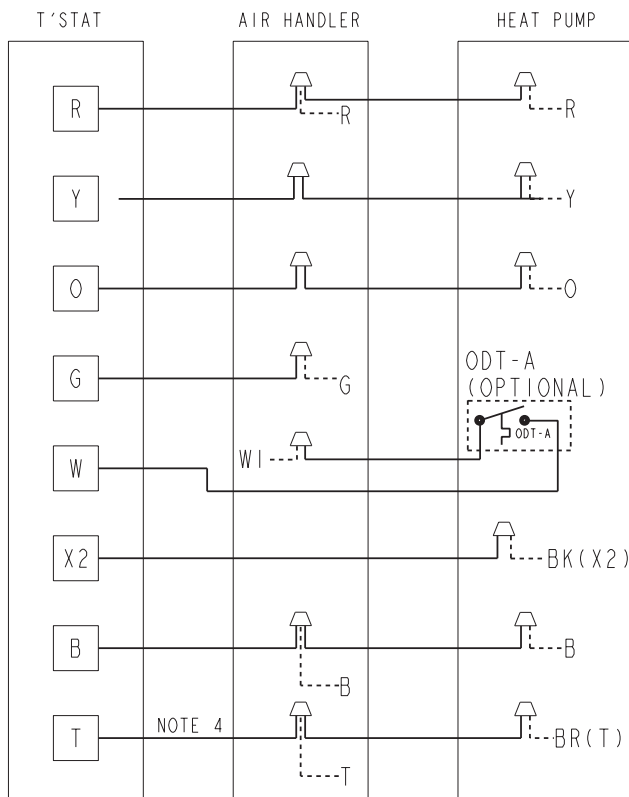 T'STAT AIR HANDLER HEAT PUMP
R R R
Y Y
O O
G G
ODT-A
(OPTIONAL)
ODT-A
W W1
X2 BK(X2)
B B B
T NOTE 4 T BR(T)